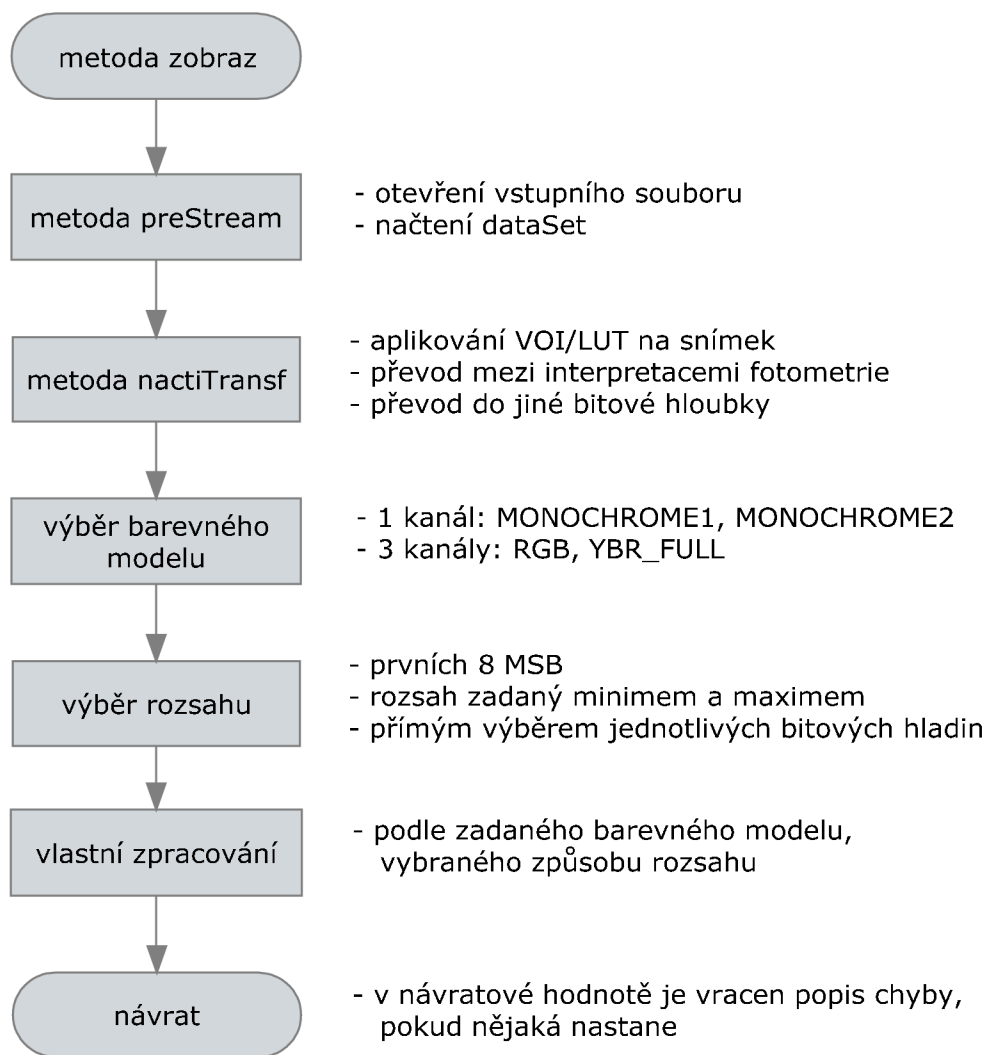 metoda zobraz
metoda preStream
- otevření vstupního souboru
- načtení dataSet
metoda nactiTransf
- aplikování VOI/LUT na snímek
- převod mezi interpretacemi fotometrie
- převod do jiné bitové hloubky
výběr barevného
modelu
- 1 kanál: MONOCHROME1, MONOCHROME2
- 3 kanály: RGB, YBR_FULL
výběr rozsahu
- prvních 8 MSB
- rozsah zadaný minimem a maximem
- přímým výběrem jednotlivých bitových hladin
vlastní zpracování
- podle zadaného barevného modelu,
vybraného způsobu rozsahu
návrat
- v návratové hodnotě je vracen popis chyby,
pokud nějaká nastane